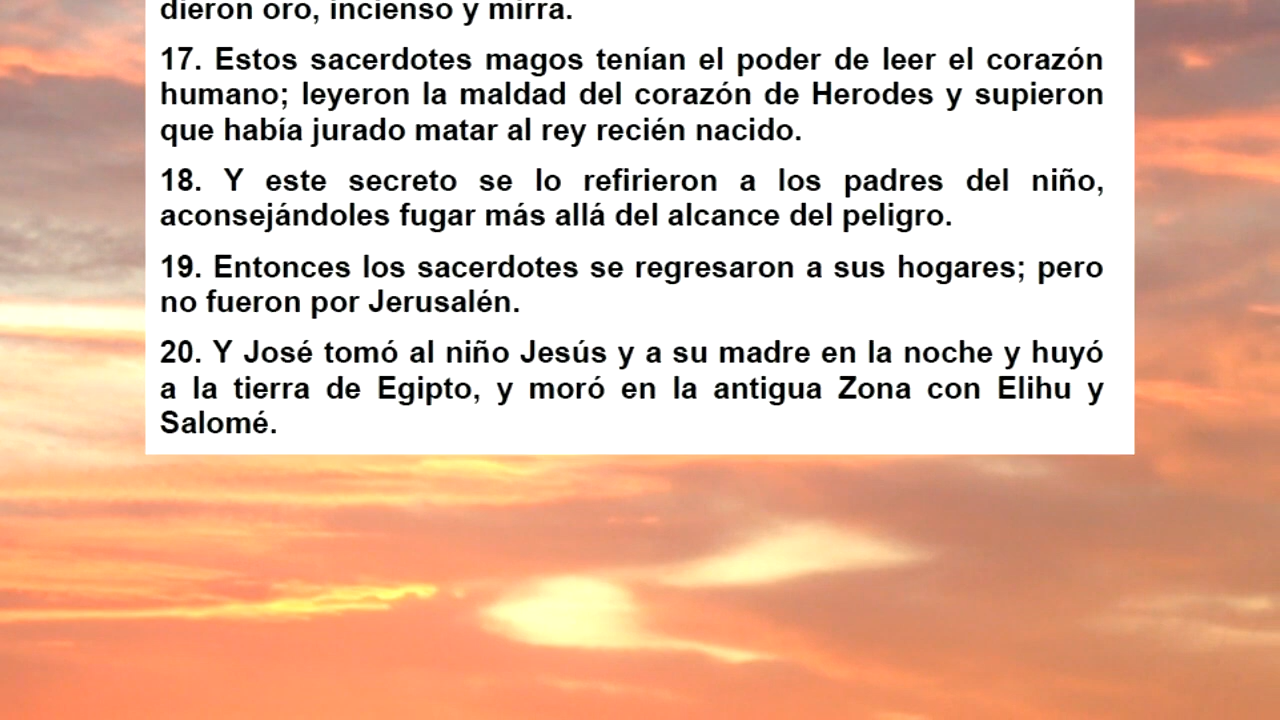 dieron oro, incienso y mirra.
17. Estos sacerdotes magos tenían el poder de leer el corazón
humano; leyeron la maldad del corazón de Herodes y supieron
que había jurado matar al rey recién nacido.
18. Y este secreto se lo refirieron a los padres del niño,
aconsejándoles fugar más allá del alcance del peligro.
19. Entonces los sacerdotes se regresaron a sus hogares; pero
no fueron por Jerusalén.
20. Y José tomó al niño Jesús y a su madre en la noche y huyó
a la tierra de Egipto, y moró en la antigua Zona con Elihu y
Salomé.